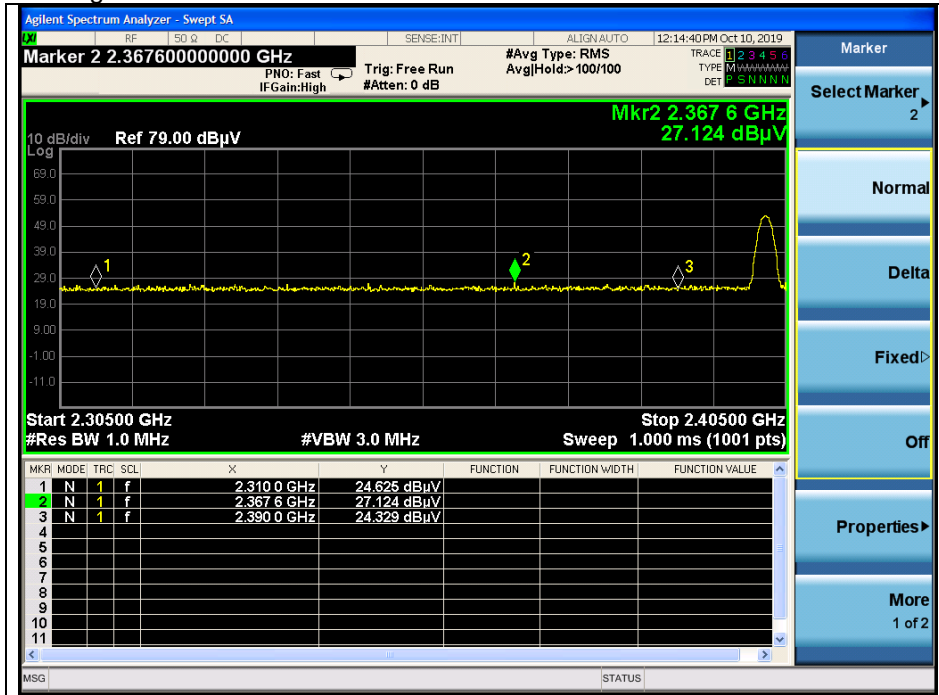 Agilent Spectrum Analyzer - Swept SA
LXI RF 50 Ω DC SENSE:INT ALIGN AUTO 12:14:40 PM Oct 10, 2019
Marker 2 2.367600000000 GHz
PNO: Fast
IFGain:High
Trig: Free Run
#Atten: 0 dB
#Avg Type: RMS
Avg|Hold:>100/100
TRACE 1 2 3 4 5 6
TYPE M WWWWW
DET P S N N N N
Mkr2 2.367 6 GHz
27.124 dBµV
10 dB/div Ref 79.00 dBµV
Log
69.0
59.0
49.0
39.0
29.0
19.0
9.00
-1.00
-11.0
1
2
3
Start 2.30500 GHz Stop 2.40500 GHz
#Res BW 1.0 MHz #VBW 3.0 MHz Sweep 1.000 ms (1001 pts)
MKR MODE TRC SCL X Y FUNCTION FUNCTION WIDTH FUNCTION VALUE
1 N 1 f 2.310 0 GHz 24.625 dBµV
2 N 1 f 2.367 6 GHz 27.124 dBµV
3 N 1 f 2.390 0 GHz 24.329 dBµV
4
5
6
7
8
9
10
11
MSG STATUS
Marker
Select Marker
2
Normal
Delta
Fixed
Off
Properties
More
1 of 2